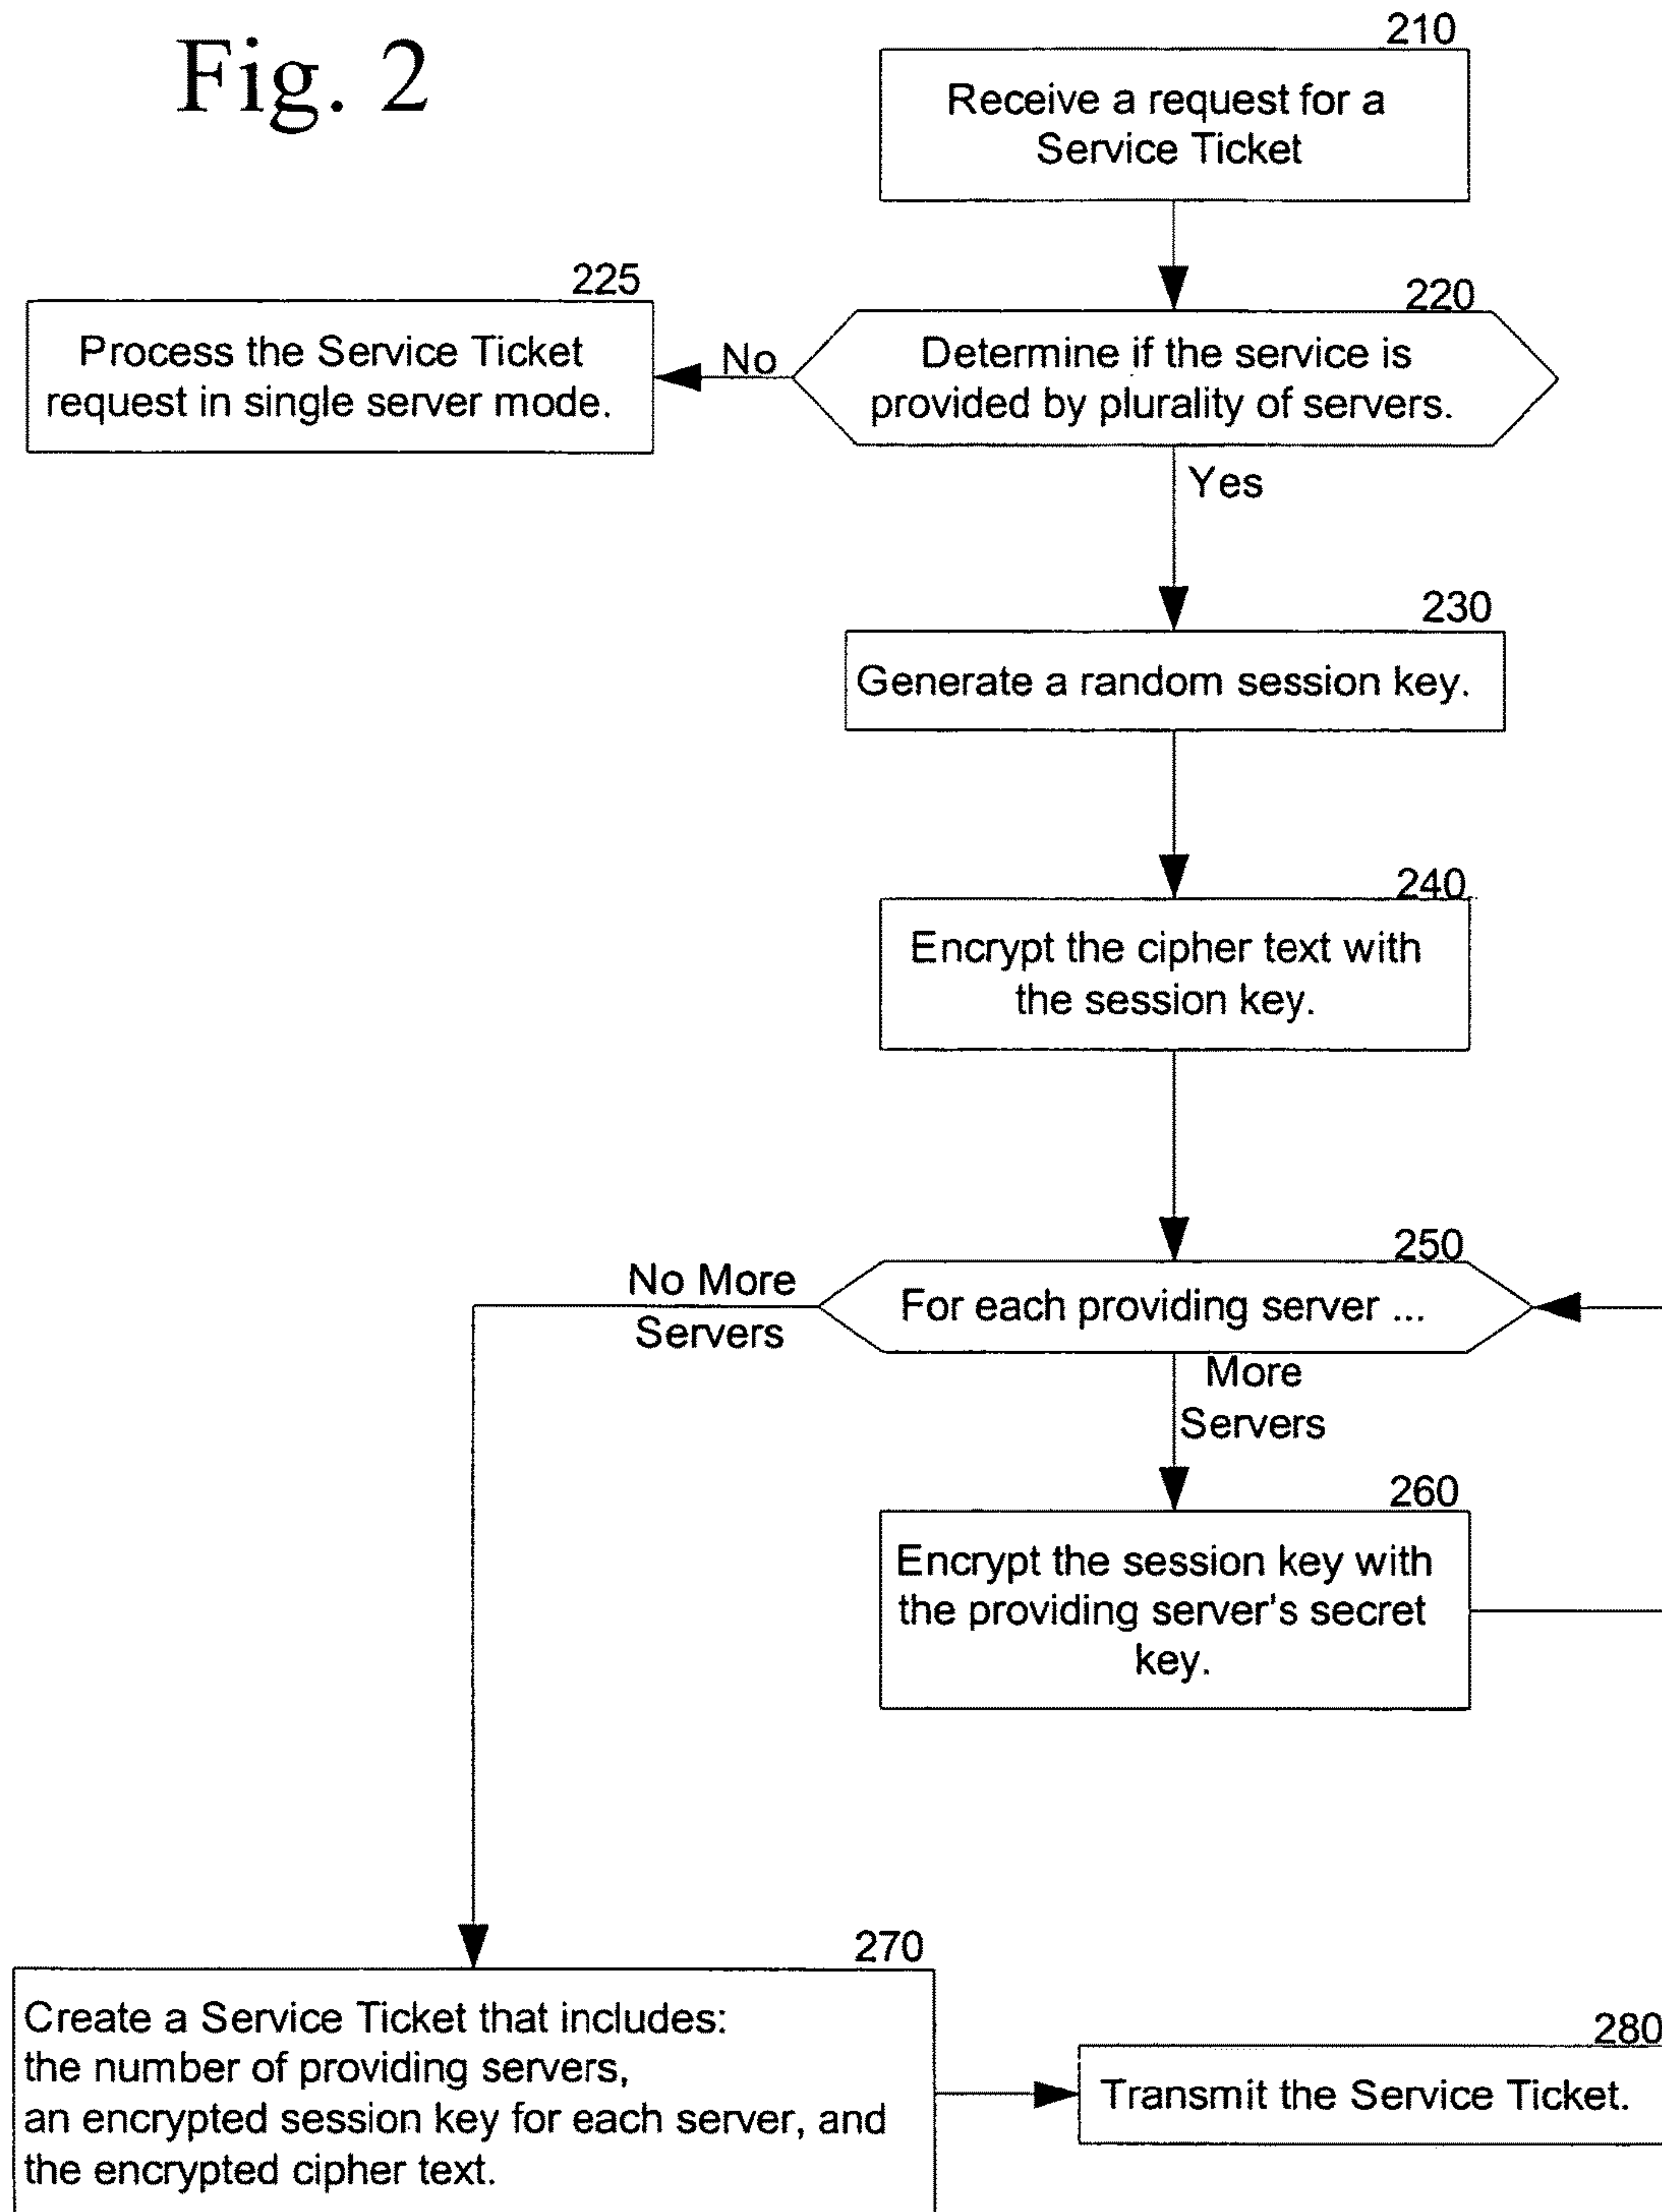 Fig. 2
210
Receive a request for a
Service Ticket
225
Process the Service Ticket
request in single server mode.
No
220
Determine if the service is
provided by plurality of servers.
Yes
230
Generate a random session key.
240
Encrypt the cipher text with
the session key.
250
For each providing server ...
No More
Servers
More
Servers
260
Encrypt the session key with
the providing server's secret
key.
270
Create a Service Ticket that includes:
the number of providing servers,
an encrypted session key for each server, and
the encrypted cipher text.
280
Transmit the Service Ticket.